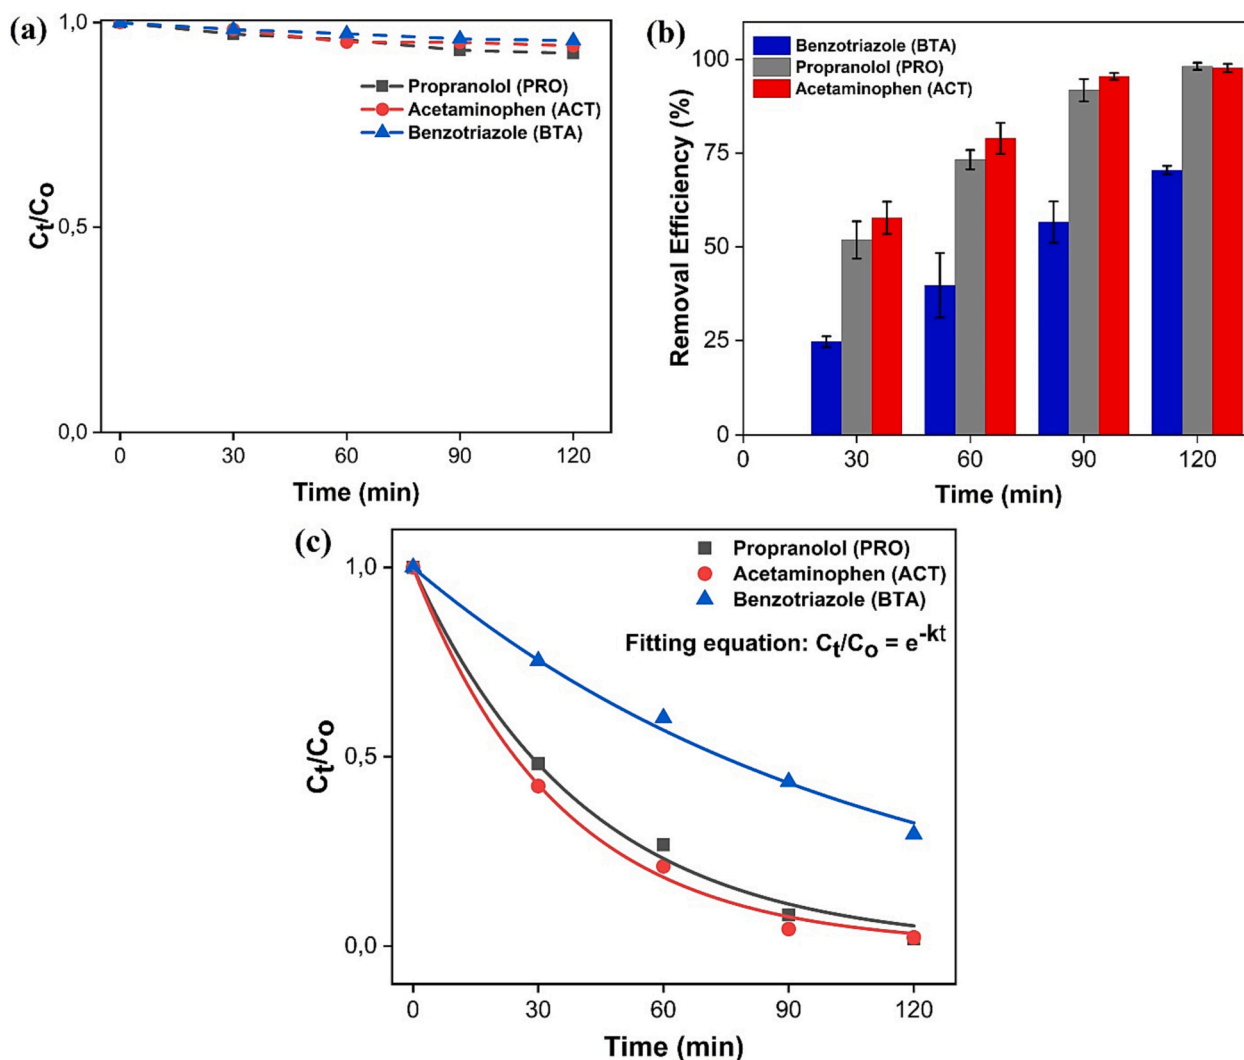 (a)
1,0
0,5
0,0
Ct/Co
Propranolol (PRO)
Acetaminophen (ACT)
Benzotriazole (BTA)
0 30 60 90 120
Time (min)
(b)
100
75
50
25
0
Removal Efficiency (%)
Benzotriazole (BTA)
Propranolol (PRO)
Acetaminophen (ACT)
0 30 60 90 120
Time (min)
(c)
1,0
0,5
0,0
Ct/Co
Propranolol (PRO)
Acetaminophen (ACT)
Benzotriazole (BTA)
Fitting equation: Ct/Co = e-kt
0 30 60 90 120
Time (min)